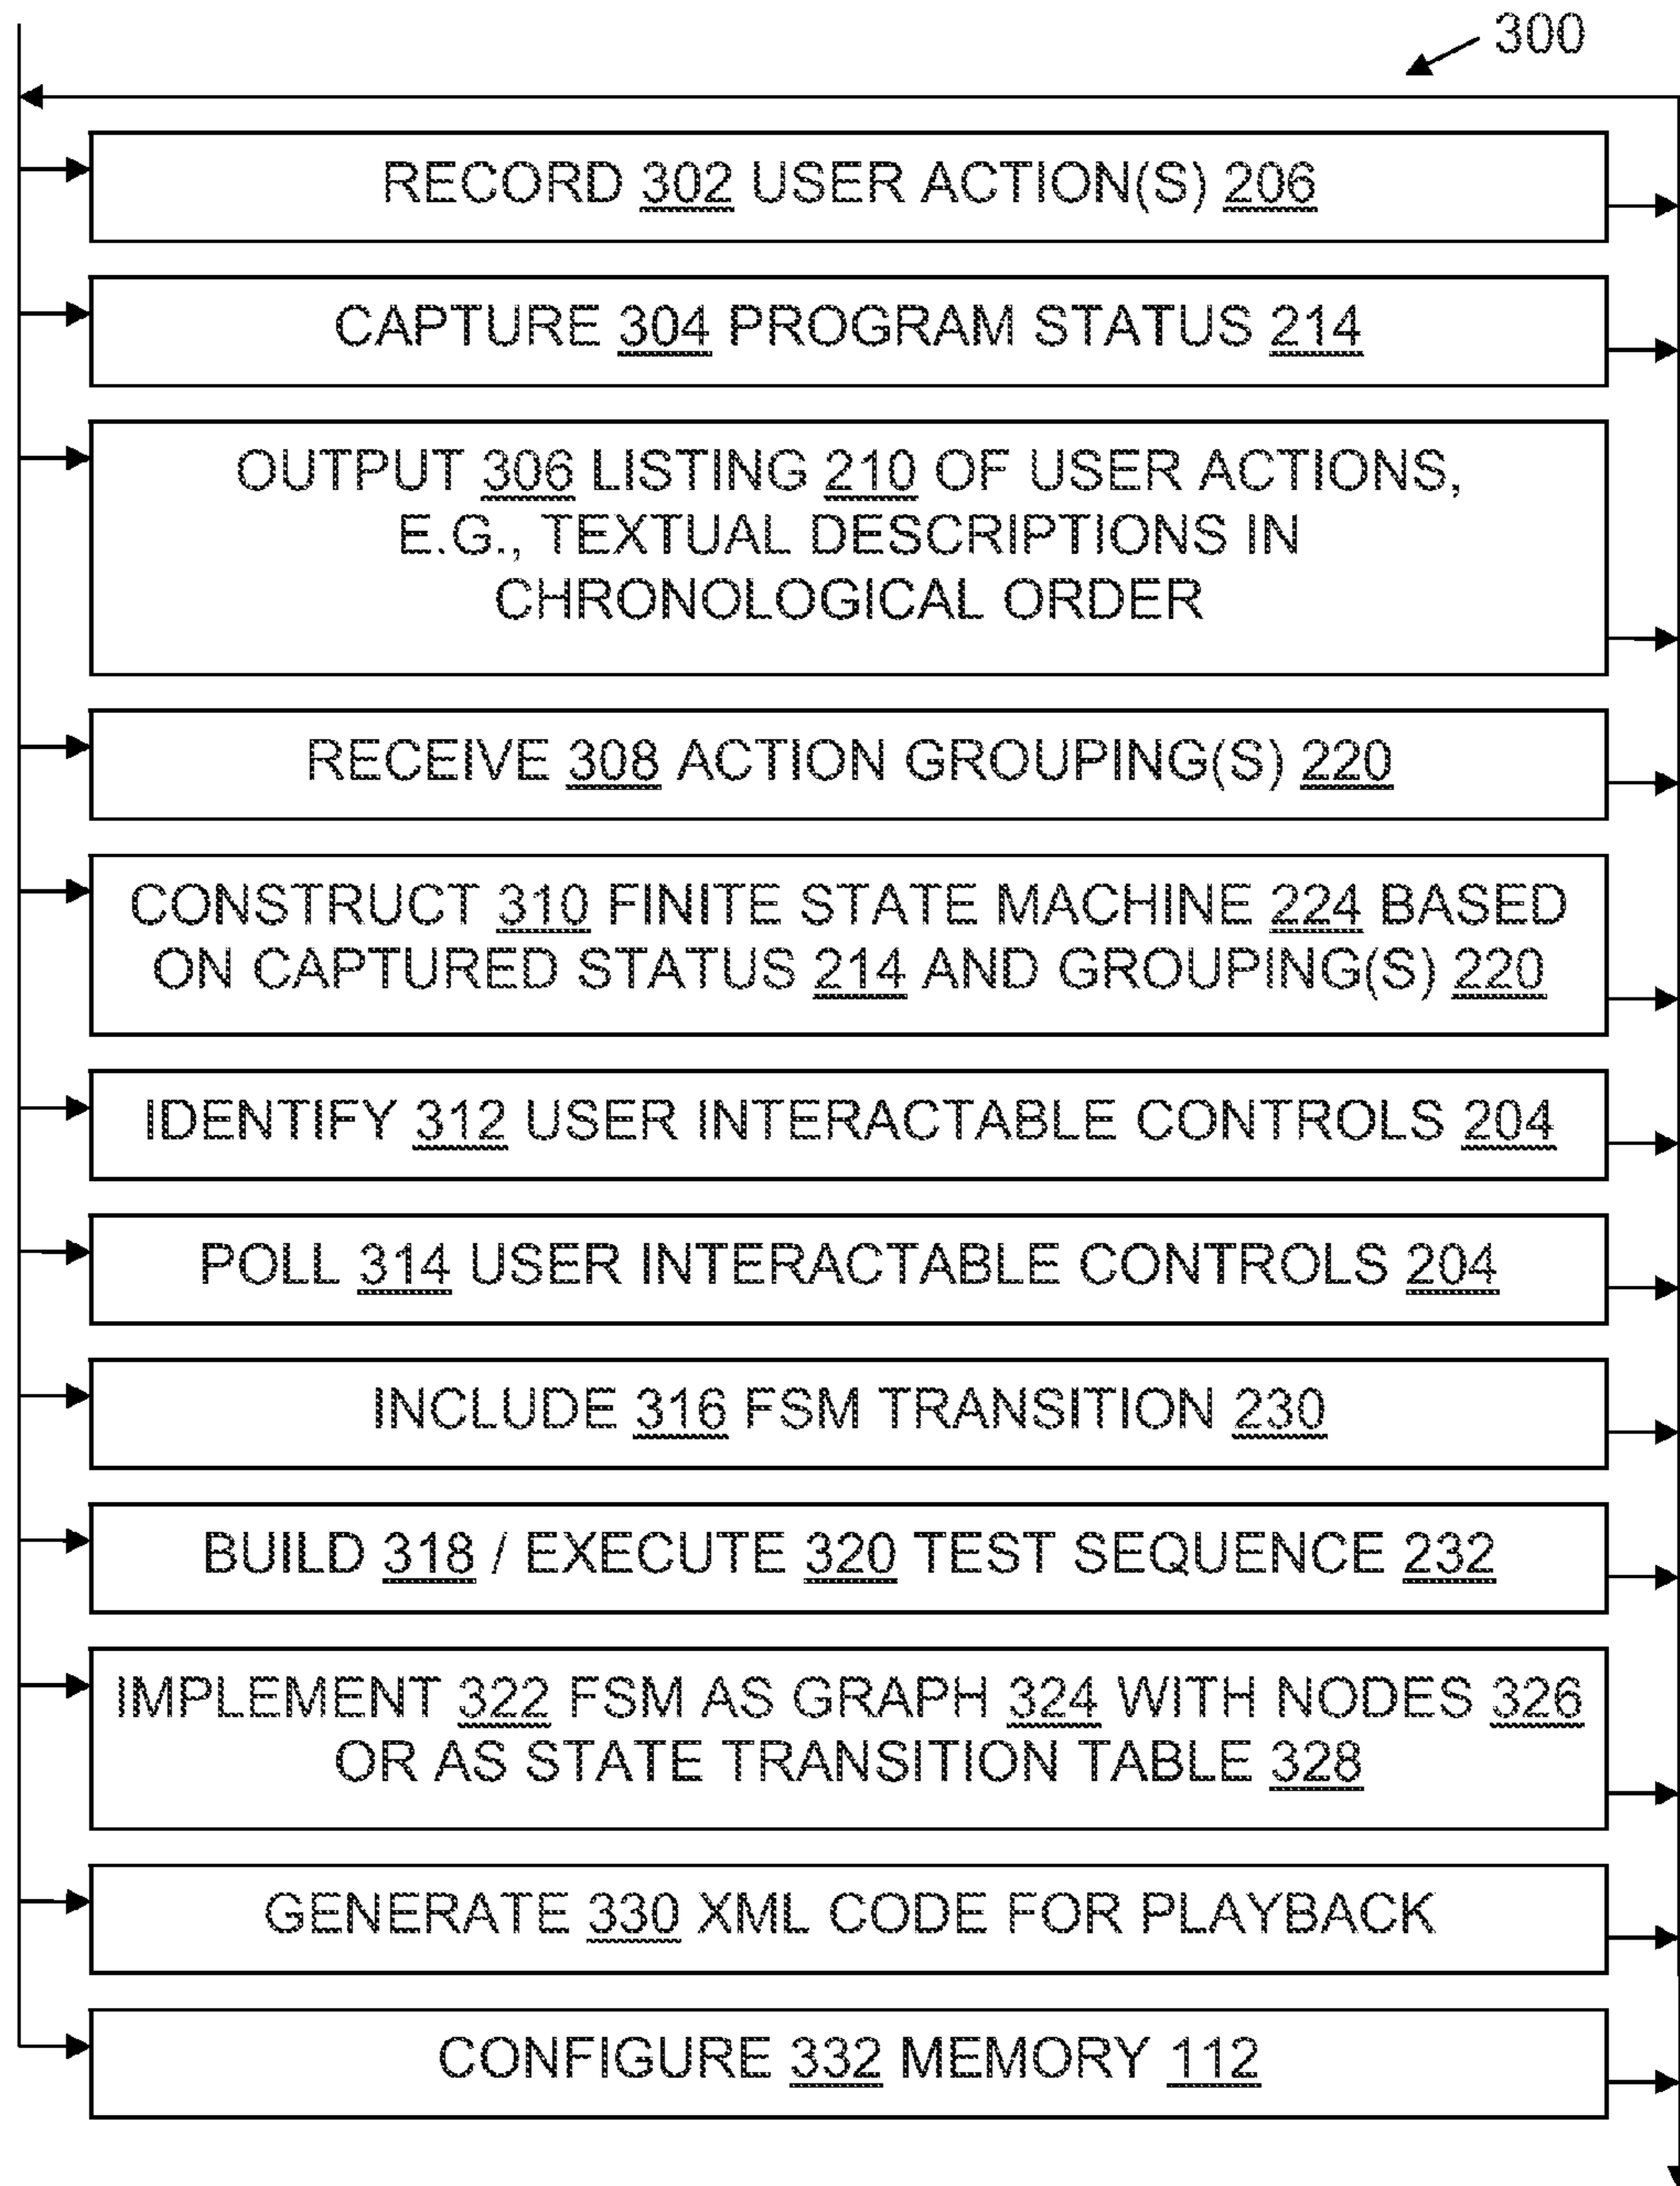 300
RECORD 302 USER ACTION(S) 206
CAPTURE 304 PROGRAM STATUS 214
OUTPUT 306 LISTING 210 OF USER ACTIONS,
E.G., TEXTUAL DESCRIPTIONS IN
CHRONOLOGICAL ORDER
RECEIVE 308 ACTION GROUPING(S) 220
CONSTRUCT 310 FINITE STATE MACHINE 224 BASED
ON CAPTURED STATUS 214 AND GROUPING(S) 220
IDENTIFY 312 USER INTERACTABLE CONTROLS 204
POLL 314 USER INTERACTABLE CONTROLS 204
INCLUDE 316 FSM TRANSITION 230
BUILD 318 / EXECUTE 320 TEST SEQUENCE 232
IMPLEMENT 322 FSM AS GRAPH 324 WITH NODES 326
OR AS STATE TRANSITION TABLE 328
GENERATE 330 XML CODE FOR PLAYBACK
CONFIGURE 332 MEMORY 112